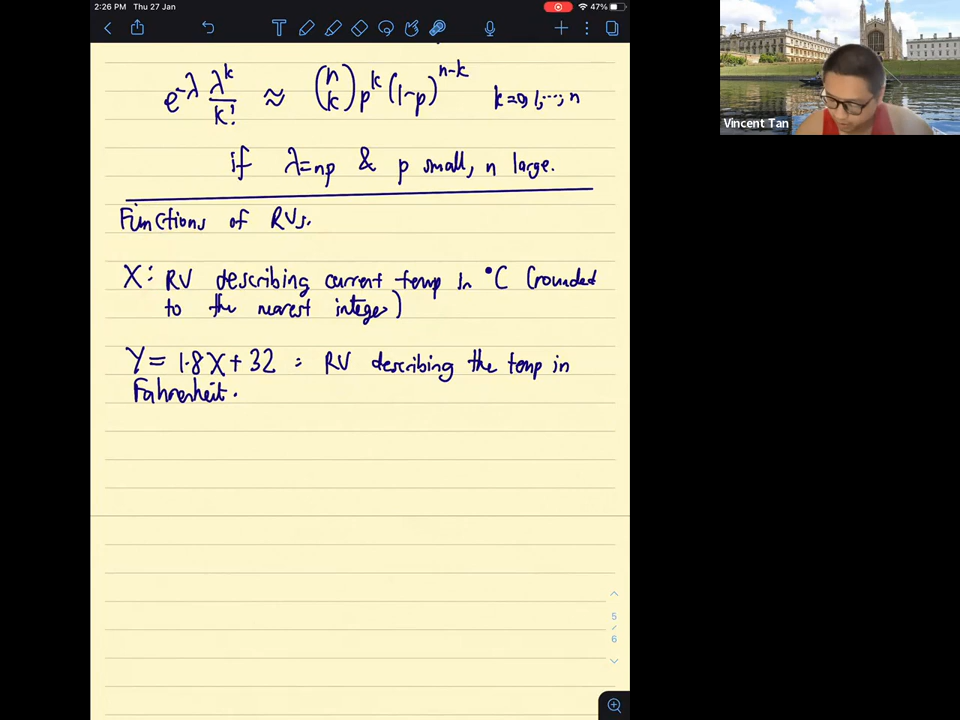 2:26 PM Thu 27 Jan
47%
e^{-λ} λ^k / k! ≈ (n k) p^k (1-p)^{n-k} k=0,1,...,n
if λ=np & p small, n large.
Functions of RVs.
X: RV describing current temp in °C (rounded
to the nearest integer)
Y = 1.8X + 32 : RV describing the temp in
Fahrenheit.
5
/
6
Vincent Tan